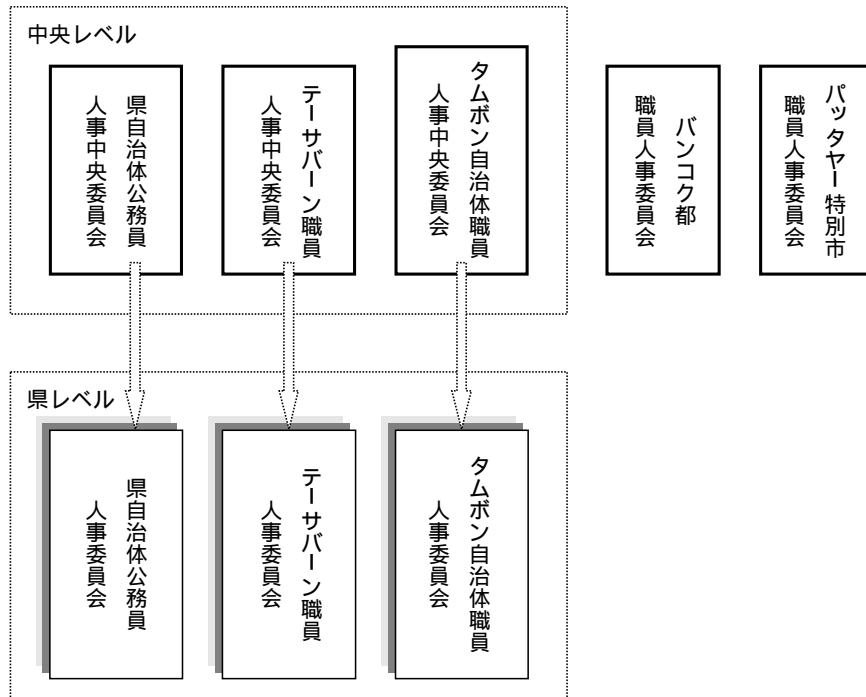 中央レベル
県自治体公務員
人事中央委員会
テーサバーン職員
人事中央委員会
タムボン自治体職員
人事中央委員会
バンコク都
職員人事委員会
パッタヤー特別市
職員人事委員会
県レベル
県自治体公務員
人事委員会
テーサバーン職員
人事委員会
タムボン自治体職員
人事委員会